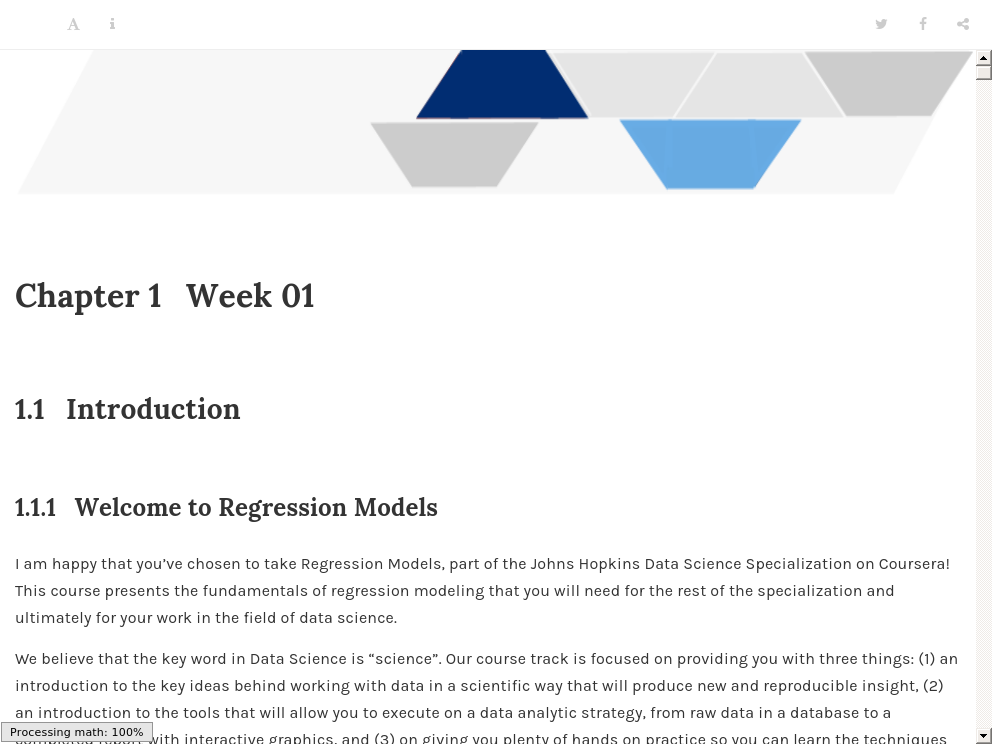 Chapter 1 Week 01
1.1 Introduction
1.1.1 Welcome to Regression Models
I am happy that you’ve chosen to take Regression Models, part of the Johns Hopkins Data Science Specialization on Coursera!
This course presents the fundamentals of regression modeling that you will need for the rest of the specialization and
ultimately for your work in the field of data science.
We believe that the key word in Data Science is “science”. Our course track is focused on providing you with three things: (1) an
introduction to the key ideas behind working with data in a scientific way that will produce new and reproducible insight, (2)
an introduction to the tools that will allow you to execute on a data analytic strategy, from raw data in a database to a
completed report with interactive graphics, and (3) on giving you plenty of hands on practice so you can learn the techniques
Processing math: 100%